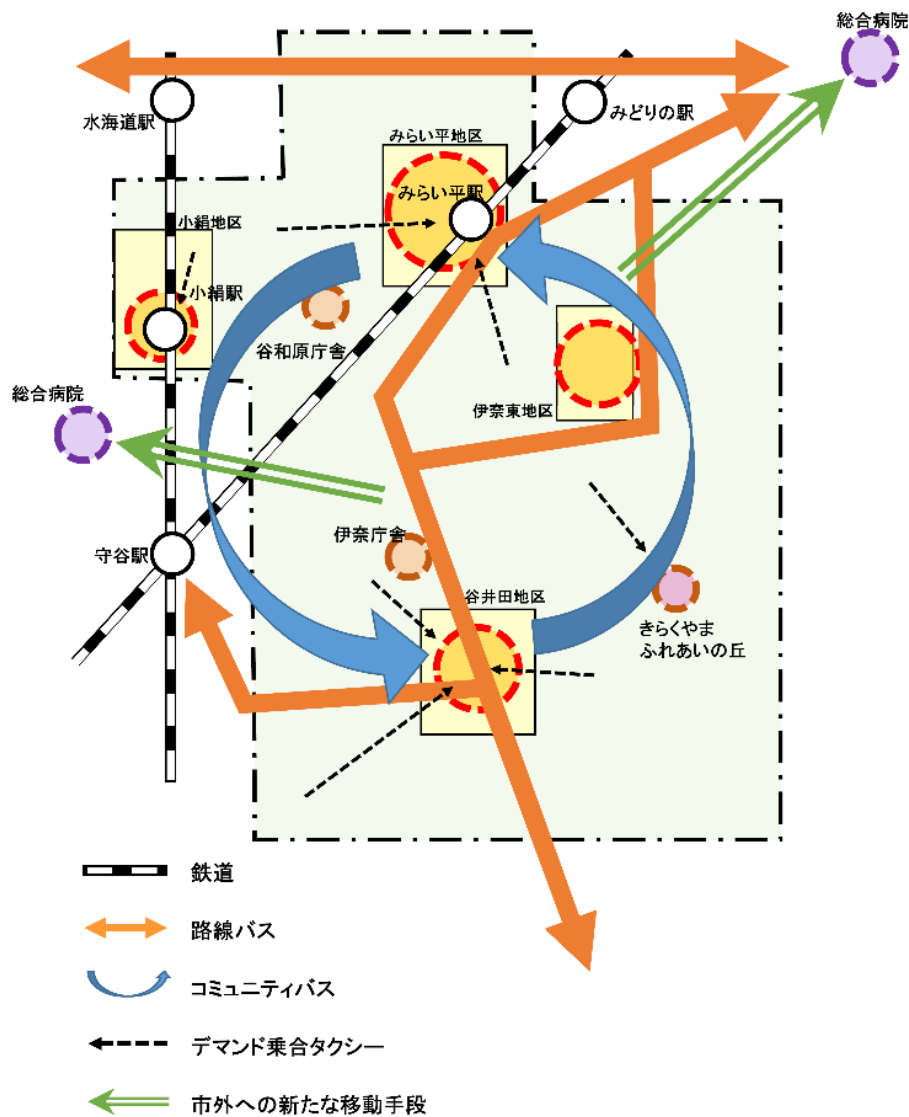 総合病院
水海道駅
みどりの駅
みらい平地区
みらい平駅
小絹地区
小絹駅
谷和原庁舎
伊奈東地区
総合病院
伊奈庁舎
守谷駅
谷井田地区
きらくやま
ふれあいの丘
鉄道
路線バス
コミュニティバス
デマンド乗合タクシー
市外への新たな移動手段